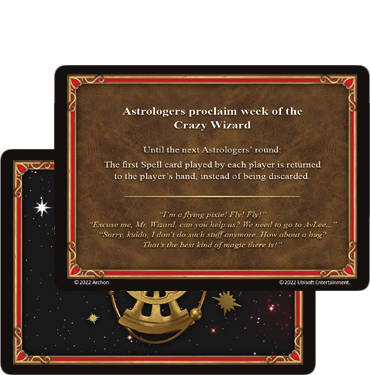 Astrologers proclaim week of the
Crazy Wizard
Until the next Astrologers' round:
The first Spell card played by each player is returned
to the player's hand, instead of being discarded.
"I'm a flying pixie! Fly! Fly!"
"Excuse me, Mr. Wizard, can you help us? We need to go to AvLee..."
"Sorry, kiddo, I don't do such stuff anymore. How about a hug?
That's the best kind of magic there is!"
© 2022 Archon
© 2022 Ubisoft Entertainment.